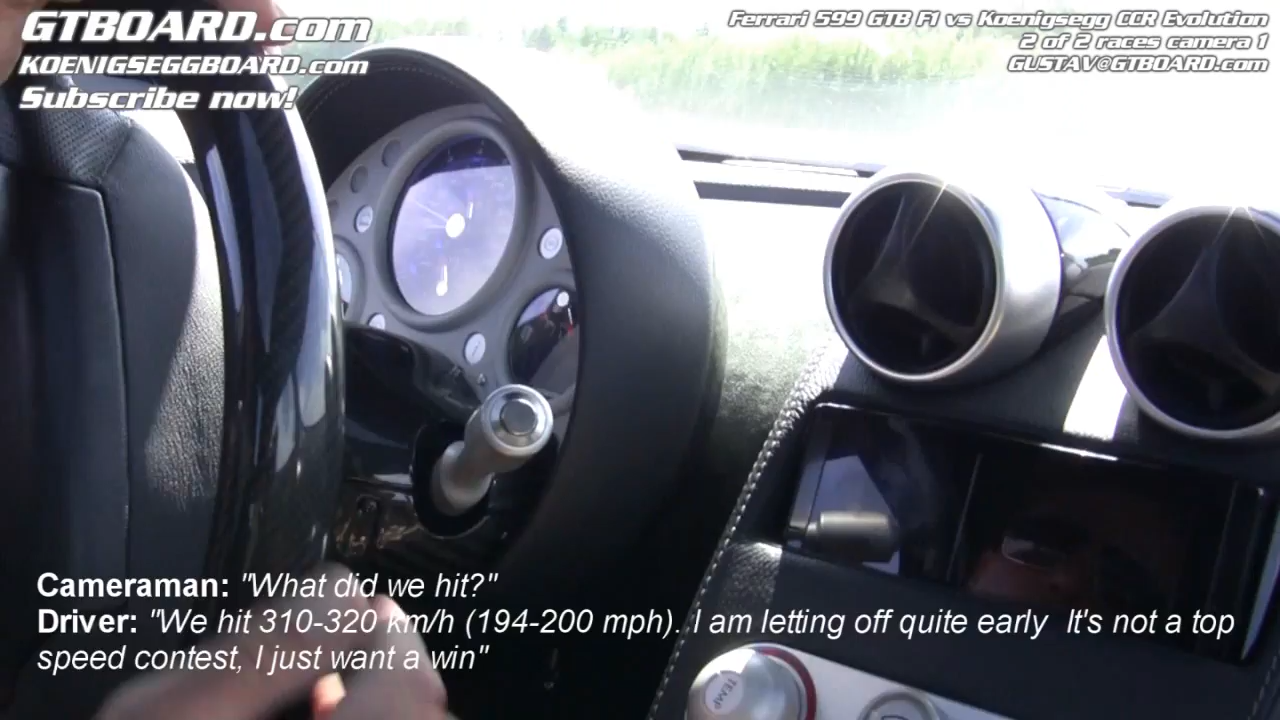 GTBOARD.com
KOENIGSEGGBOARD.com
Subscribe now!
Ferrari 599 GTB F1 vs Koenigsegg CCR Evolution
2 of 2 races camera 1
GUSTAV@GTBOARD.com
Cameraman: "What did we hit?"
Driver: "We hit 310-320 km/h (194-200 mph). I am letting off quite early  It's not a top
speed contest, I just want a win"
TEMP